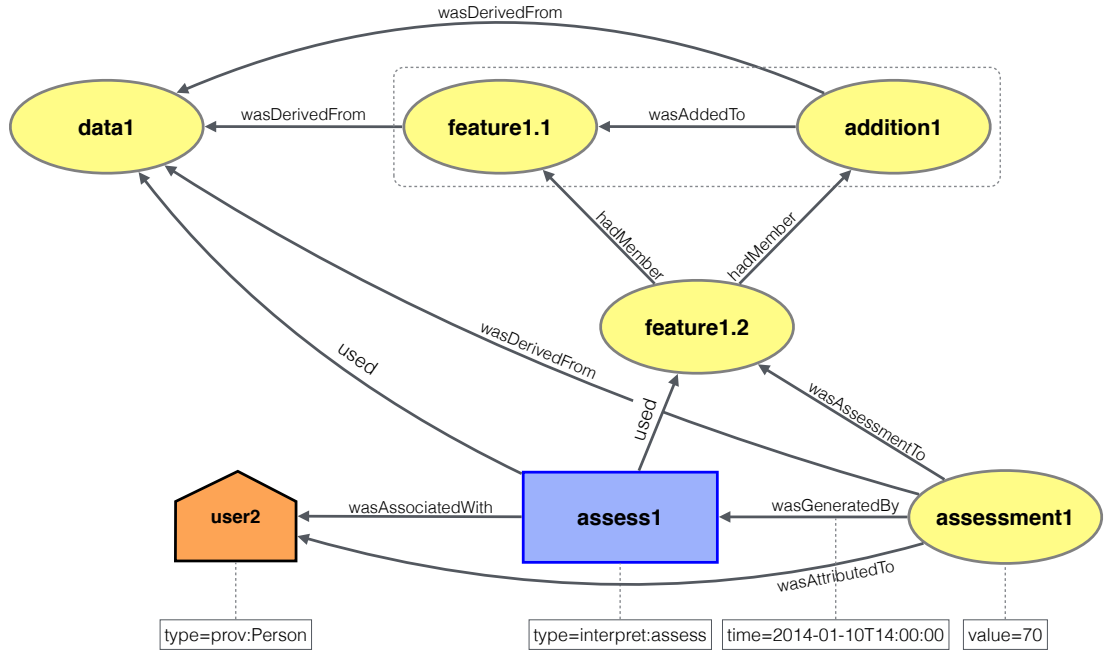 wasDerivedFrom
data1
wasDerivedFrom
feature1.1
wasAddedTo
addition1
hadMember
hadMember
feature1.2
used
wasDerivedFrom
used
wasAssessmentTo
user2
wasAssociatedWith
assess1
wasGeneratedBy
assessment1
wasAttributedTo
type=prov:Person
type=interpret:assess
time=2014-01-10T14:00:00
value=70